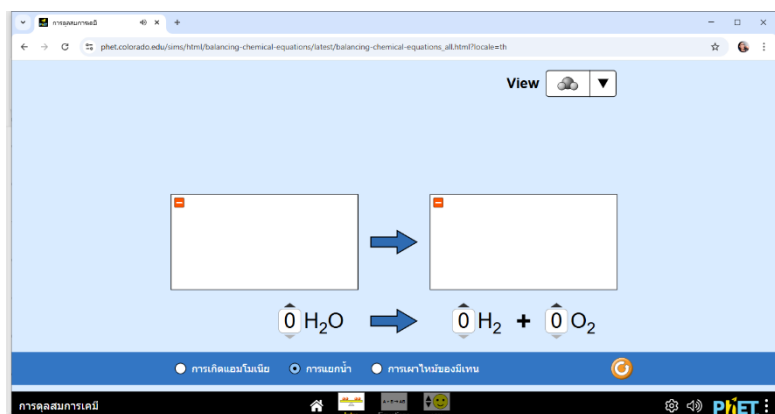 การดุลสมการเคมี
phet.colorado.edu/sims/html/balancing-chemical-equations/latest/balancing-chemical-equations_all.html?locale=th
View
0 H₂O 0 H₂ + 0 O₂
การเกิดแอมโมเนีย การแยกน้ำ การเผาไหม้ของมีเทน
การดุลสมการเคมี
PhET